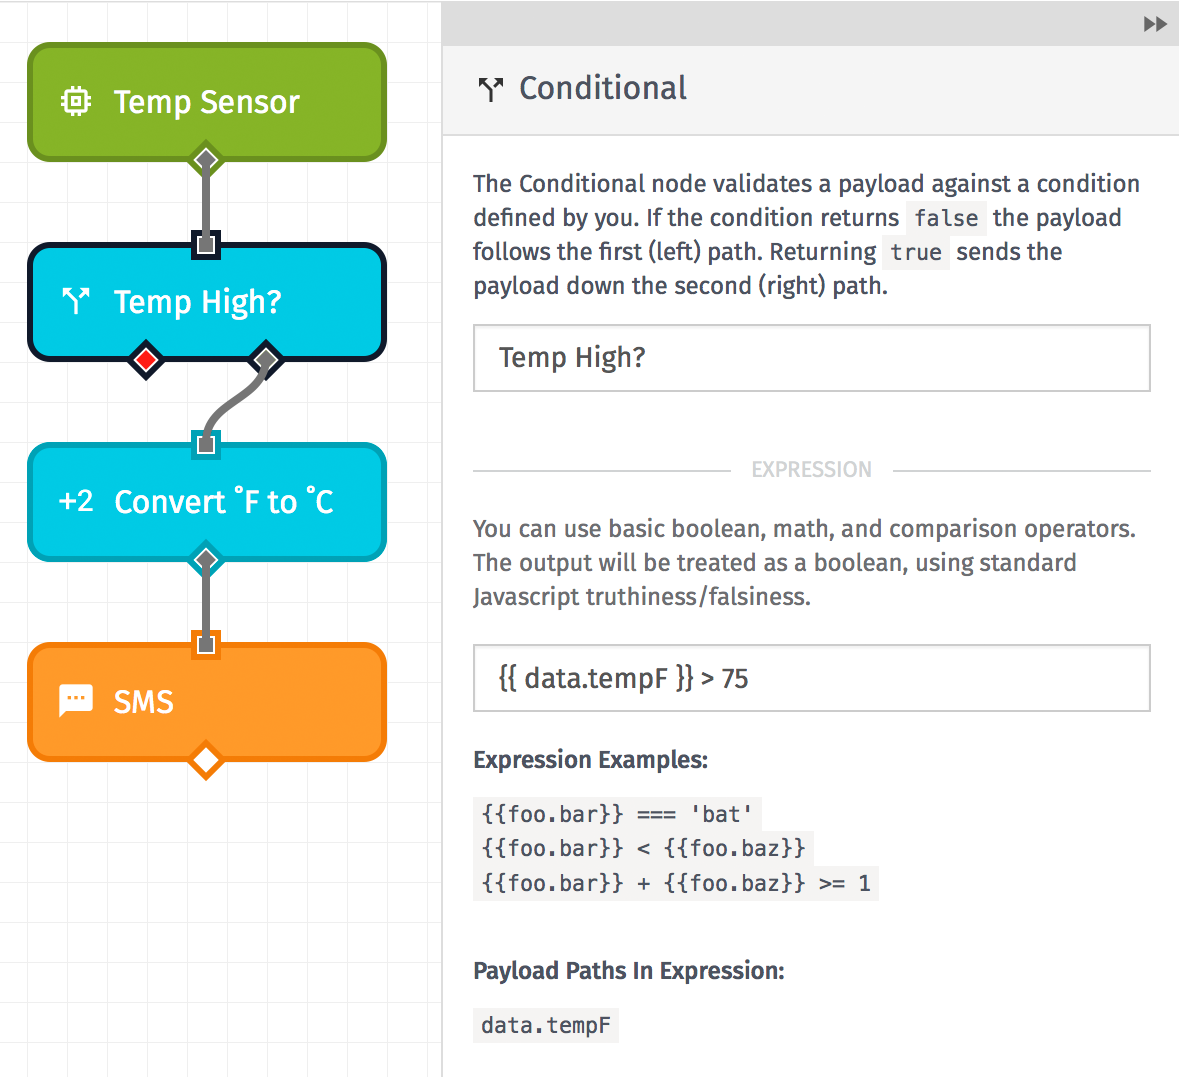 Temp Sensor
Temp High?
+2 Convert ˚F to ˚C
SMS
Conditional
The Conditional node validates a payload against a condition
defined by you. If the condition returns false the payload
follows the first (left) path. Returning true sends the
payload down the second (right) path.
Temp High?
EXPRESSION
You can use basic boolean, math, and comparison operators.
The output will be treated as a boolean, using standard
Javascript truthiness/falsiness.
{{ data.tempF }} > 75
Expression Examples:
{{foo.bar}} === 'bat'
{{foo.bar}} < {{foo.baz}}
{{foo.bar}} + {{foo.baz}} >= 1
Payload Paths In Expression:
data.tempF